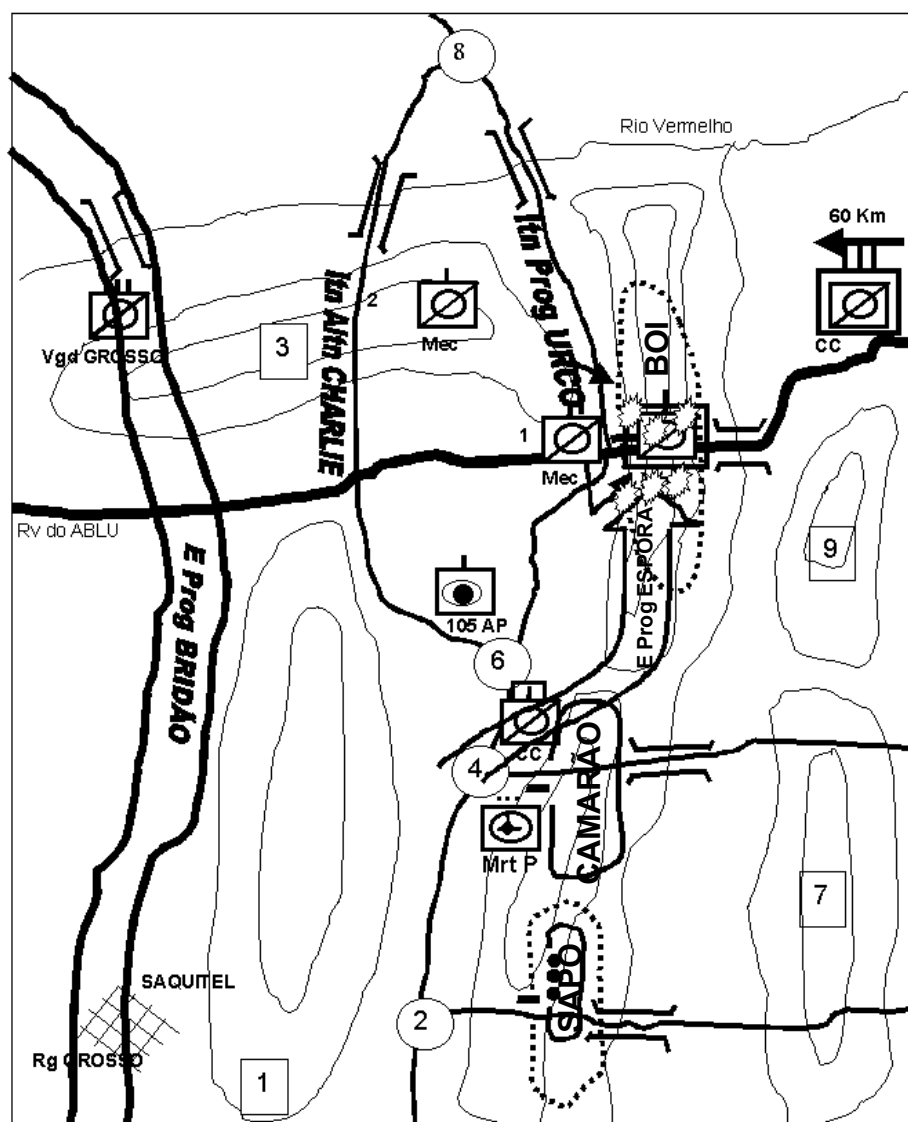 8
Rio Vermelho
60 Km
Itn Prog URCO
2
Mec
Vgd GROSSO
3
Itn Altn CHARLIE
BOI
CC
1
Mec
Rv do ABLU
9
E Prog ESPORA
105 AP
6
E Prog BRIDÃO
CC
4
CAMARAO
Mrt P
7
SAQUITEL
SAPO
2
Rg GROSSO
1